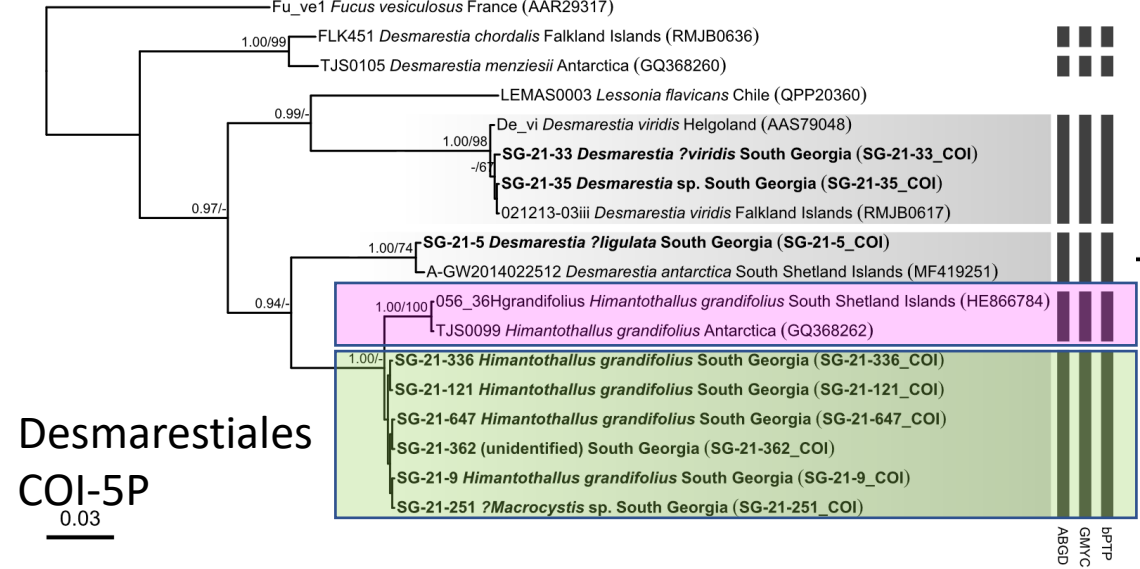 Fu_ve1 Fucus vesiculosus France (AAR29317)
1.00/99
FLK451 Desmarestia chordalis Falkland Islands (RMJB0636)
TJS0105 Desmarestia menziesii Antarctica (GQ368260)
0.99/-
LEMAS0003 Lessonia flavicans Chile (QPP20360)
De_vi Desmarestia viridis Helgoland (AAS79048)
1.00/98
SG-21-33 Desmarestia ?viridis South Georgia (SG-21-33_COI)
-/67
SG-21-35 Desmarestia sp. South Georgia (SG-21-35_COI)
0.97/-
021213-03iii Desmarestia viridis Falkland Islands (RMJB0617)
1.00/74
SG-21-5 Desmarestia ?ligulata South Georgia (SG-21-5_COI)
A-GW2014022512 Desmarestia antarctica South Shetland Islands (MF419251)
0.94/-
1.00/100
056_36Hgrandifolius Himantothallus grandifolius South Shetland Islands (HE866784)
TJS0099 Himantothallus grandifolius Antarctica (GQ368262)
1.00/-
SG-21-336 Himantothallus grandifolius South Georgia (SG-21-336_COI)
SG-21-121 Himantothallus grandifolius South Georgia (SG-21-121_COI)
SG-21-647 Himantothallus grandifolius South Georgia (SG-21-647_COI)
SG-21-362 (unidentified) South Georgia (SG-21-362_COI)
SG-21-9 Himantothallus grandifolius South Georgia (SG-21-9_COI)
SG-21-251 ?Macrocystis sp. South Georgia (SG-21-251_COI)
Desmarestiales
COI-5P
0.03
ABGD
GMYC
bPTP